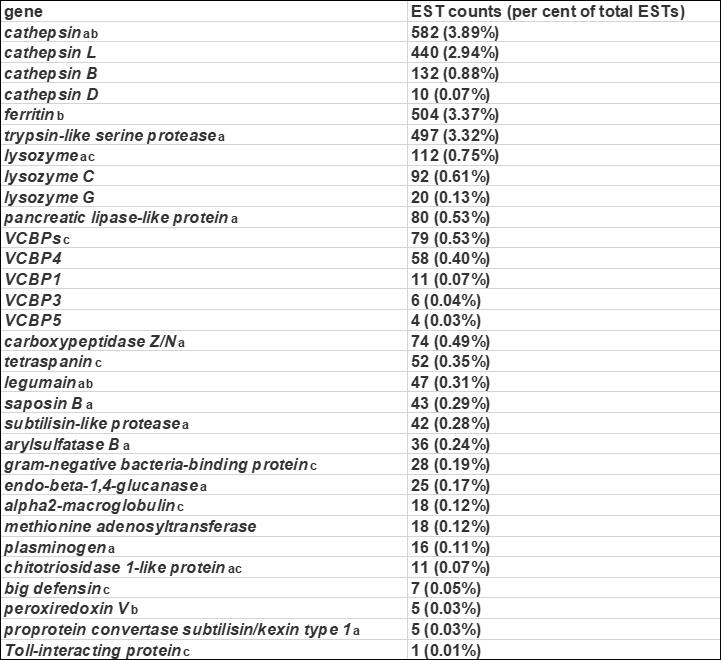 gene EST counts (per cent of total ESTs)
cathepsin ab 582 (3.89%)
cathepsin L 440 (2.94%)
cathepsin B 132 (0.88%)
cathepsin D 10 (0.07%)
ferritin b 504 (3.37%)
trypsin-like serine protease a 497 (3.32%)
lysozyme ac 112 (0.75%)
lysozyme C 92 (0.61%)
lysozyme G 20 (0.13%)
pancreatic lipase-like protein a 80 (0.53%)
VCBPs c 79 (0.53%)
VCBP4 58 (0.40%)
VCBP1 11 (0.07%)
VCBP3 6 (0.04%)
VCBP5 4 (0.03%)
carboxypeptidase Z/N a 74 (0.49%)
tetraspanin c 52 (0.35%)
legumain ab 47 (0.31%)
saposin B a 43 (0.29%)
subtilisin-like protease a 42 (0.28%)
arylsulfatase B a 36 (0.24%)
gram-negative bacteria-binding protein c 28 (0.19%)
endo-beta-1,4-glucanase a 25 (0.17%)
alpha2-macroglobulin c 18 (0.12%)
methionine adenosyltransferase 18 (0.12%)
plasminogen a 16 (0.11%)
chitotriosidase 1-like protein ac 11 (0.07%)
big defensin c 7 (0.05%)
peroxiredoxin V b 5 (0.03%)
proprotein convertase subtilisin/kexin type 1 a 5 (0.03%)
Toll-interacting protein c 1 (0.01%)